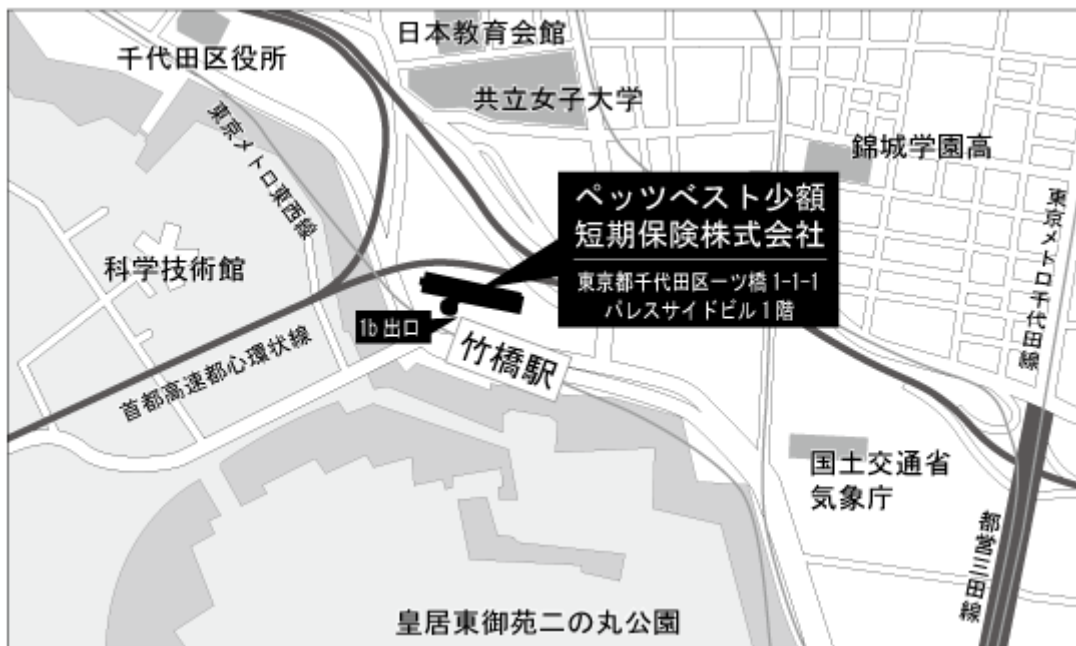 日本教育会館
千代田区役所
共立女子大学
東京メトロ東西線
錦城学園高
ペッツベスト少額
短期保険株式会社
東京都千代田区一ツ橋1-1-1
パレスサイドビル1階
東京メトロ千代田線
科学技術館
1b出口
竹橋駅
首都高速都心環状線
国土交通省
気象庁
都営三田線
皇居東御苑二の丸公園